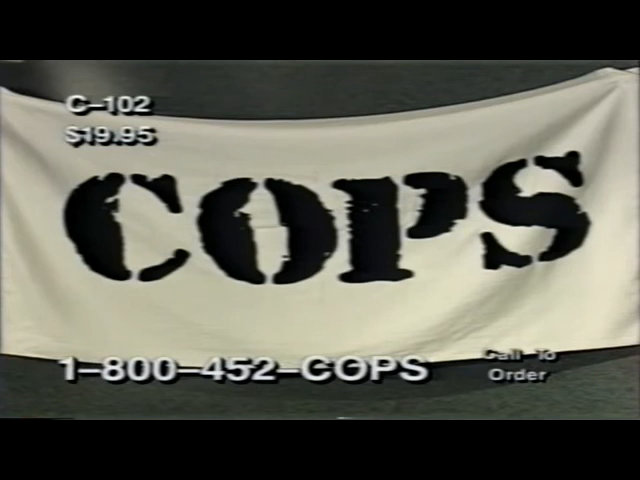 C-102
$19.95
COPS
1-800-452-COPS
Call To
Order